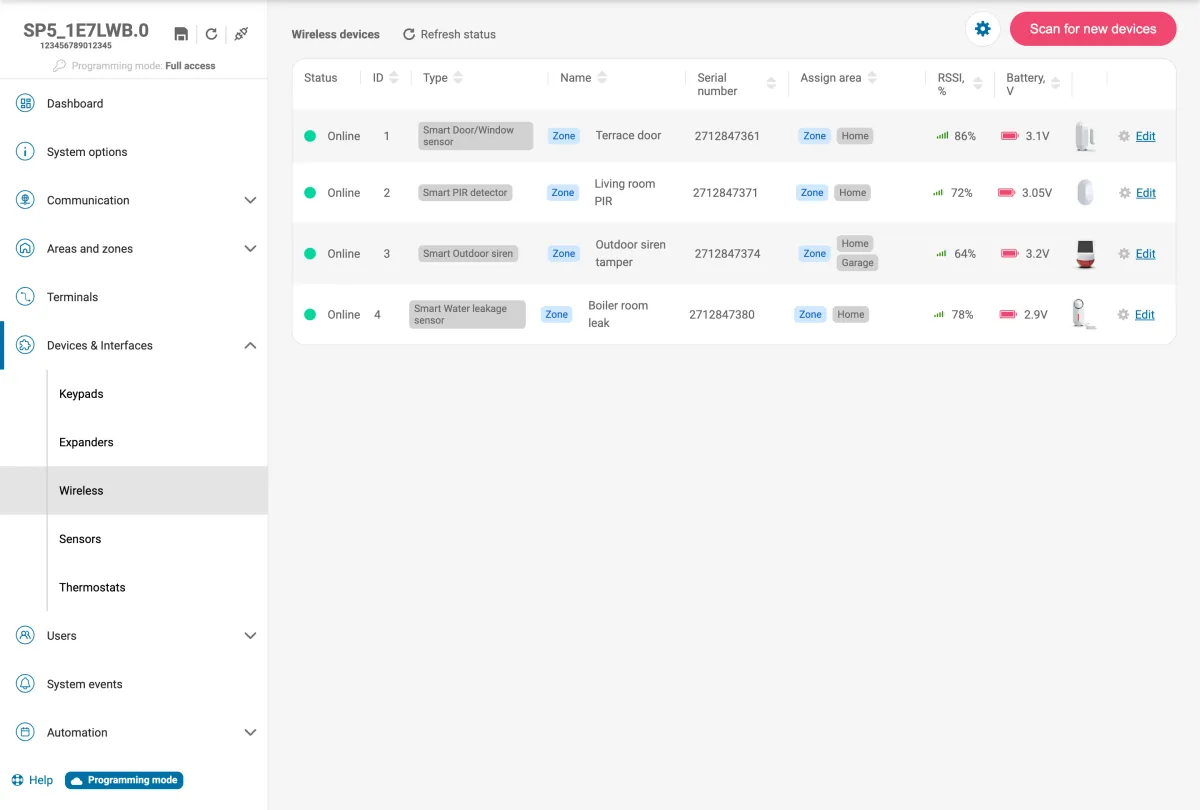 SP5_1E7LWB.0
123456789012345
Programming mode: Full access
Dashboard
System options
Communication
Areas and zones
Terminals
Devices & Interfaces
Keypads
Expanders
Wireless
Sensors
Thermostats
Users
System events
Automation
Help Programming mode
Wireless devices Refresh status Scan for new devices
Status ID Type Name Serial number Assign area RSSI, % Battery, V
Online 1 Smart Door/Window sensor Zone Terrace door 2712847361 Zone Home 86% 3.1V Edit
Online 2 Smart PIR detector Zone Living room PIR 2712847371 Zone Home 72% 3.05V Edit
Online 3 Smart Outdoor siren Zone Outdoor siren tamper 2712847374 Zone Home Garage 64% 3.2V Edit
Online 4 Smart Water leakage sensor Zone Boiler room leak 2712847380 Zone Home 78% 2.9V Edit